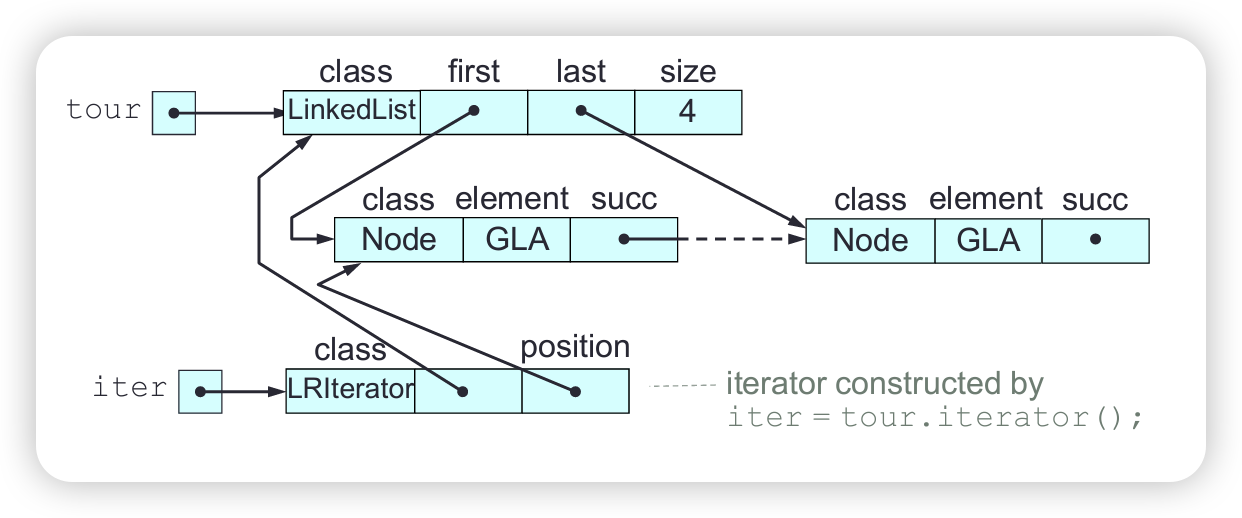 class first last size
tour LinkedList 4
class element succ class element succ
Node GLA Node GLA
class position
iter LRIterator iterator constructed by
iter = tour.iterator();